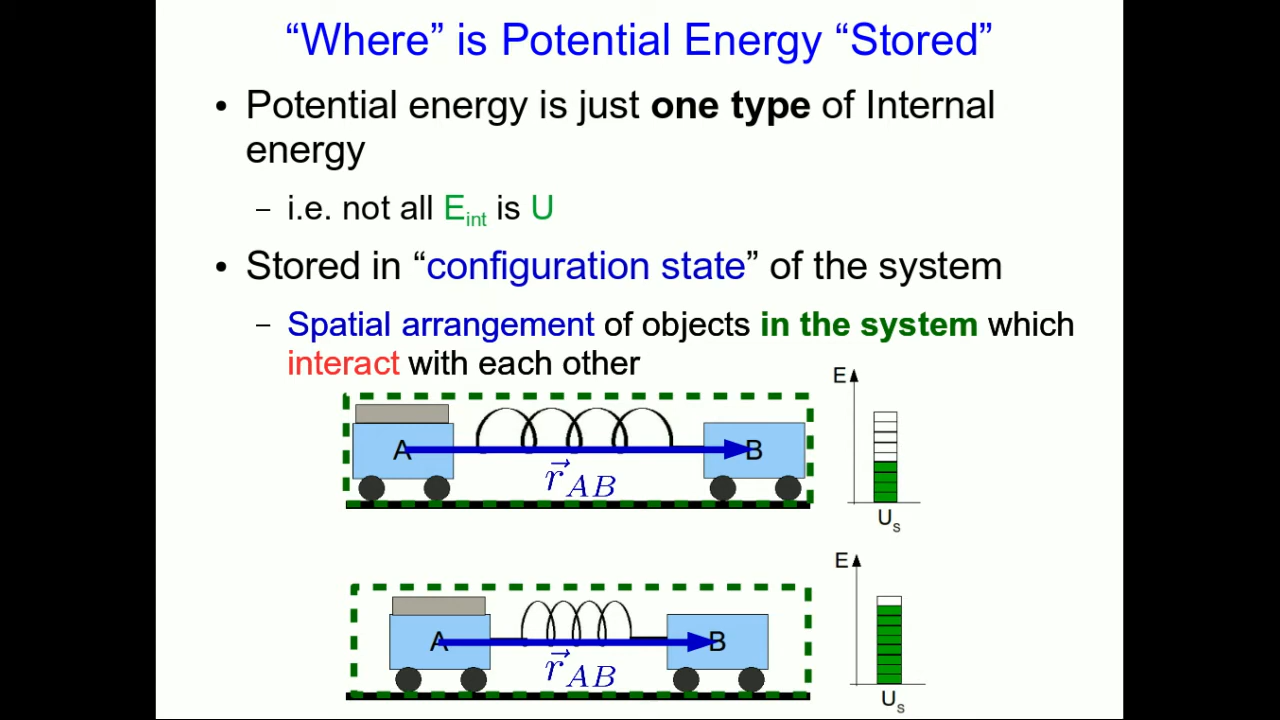 “Where” is Potential Energy “Stored”
• Potential energy is just one type of Internal
energy
– i.e. not all Eint is U
• Stored in “configuration state” of the system
– Spatial arrangement of objects in the system which
interact with each other
E
A B
r⃗AB
Us
E
A B
r⃗AB
Us